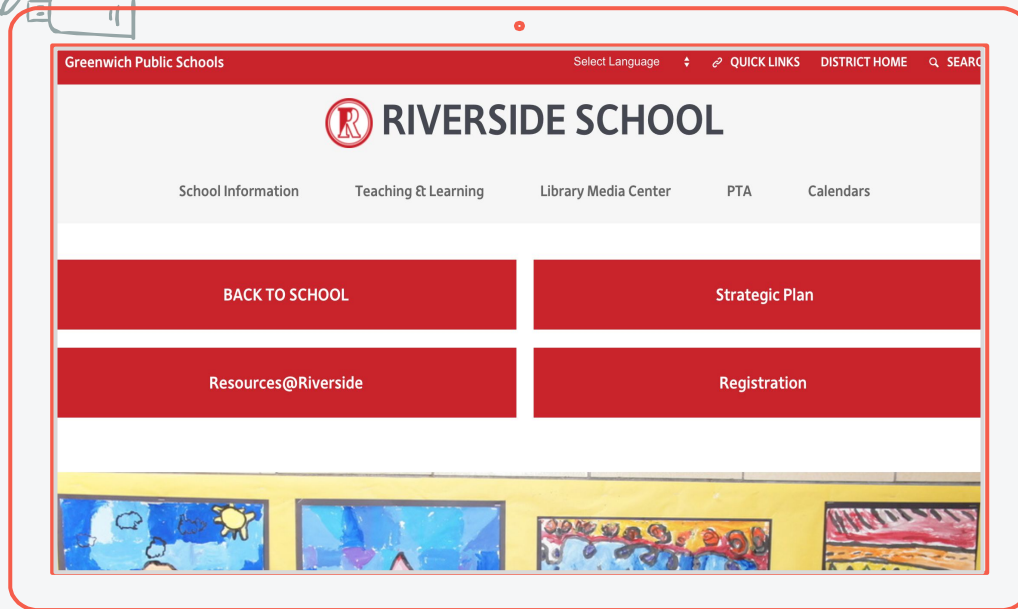 Greenwich Public Schools Select Language QUICK LINKS DISTRICT HOME SEARC
R RIVERSIDE SCHOOL
School Information Teaching & Learning Library Media Center PTA Calendars
BACK TO SCHOOL Strategic Plan
Resources@Riverside Registration